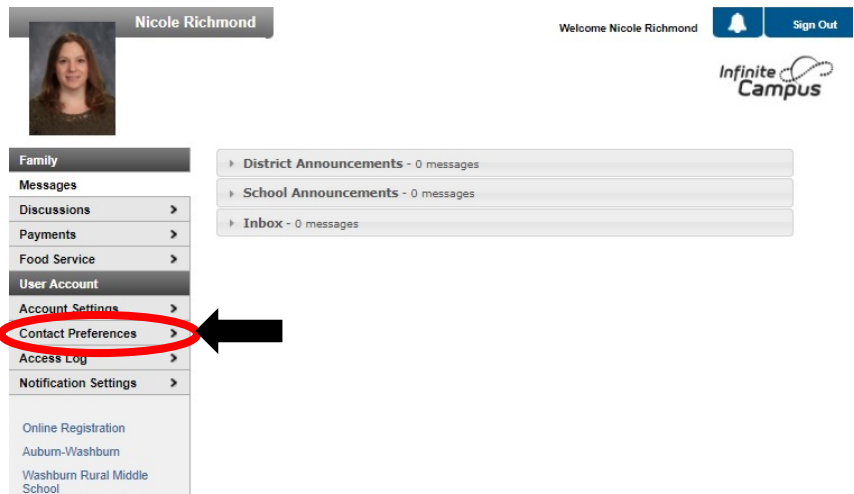 Nicole Richmond
Welcome Nicole Richmond
Sign Out
Infinite
Campus
Family
Messages
Discussions
Payments
Food Service
User Account
Account Settings
Contact Preferences
Access Log
Notification Settings
Online Registration
Auburn-Washburn
Washburn Rural Middle
School
District Announcements - 0 messages
School Announcements - 0 messages
Inbox - 0 messages